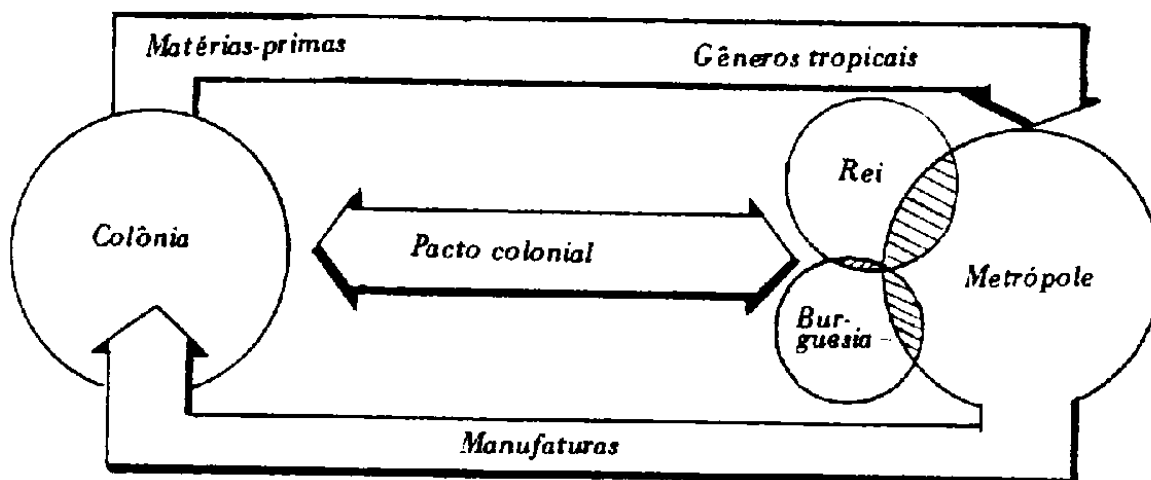 Matérias-primas
Gêneros tropicais
Rei
Colônia
Pacto colonial
Metrópole
Bur-
guesia
Manufaturas